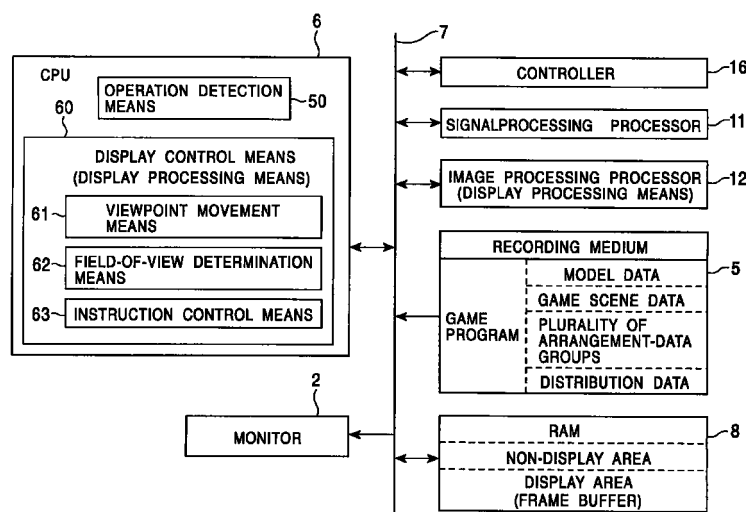 6
CPU
OPERATION DETECTION
MEANS
50
60
DISPLAY CONTROL MEANS
(DISPLAY PROCESSING MEANS)
61
VIEWPOINT MOVEMENT
MEANS
62
FIELD-OF-VIEW DETERMINATION
MEANS
63
INSTRUCTION CONTROL MEANS
2
MONITOR
7
CONTROLLER
16
SIGNALPROCESSING PROCESSOR
11
IMAGE PROCESSING PROCESSOR
(DISPLAY PROCESSING MEANS)
12
RECORDING MEDIUM
5
GAME
PROGRAM
MODEL DATA
GAME SCENE DATA
PLURALITY OF
ARRANGEMENT-DATA
GROUPS
DISTRIBUTION DATA
RAM
8
NON-DISPLAY AREA
DISPLAY AREA
(FRAME BUFFER)